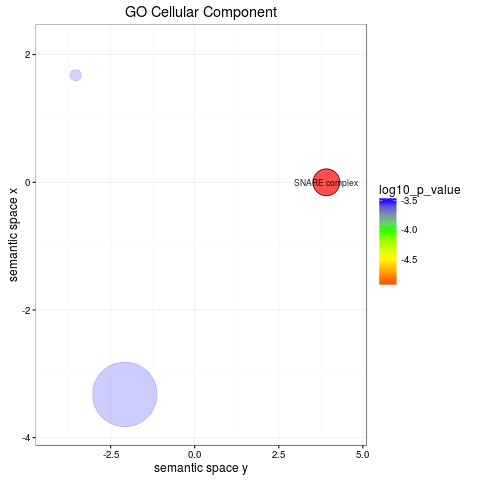 GO Cellular Component
semantic space x
2
0
-2
-4
SNARE complex
-2.5
0.0
2.5
5.0
semantic space y
log10_p_value
-3.5
-4.0
-4.5